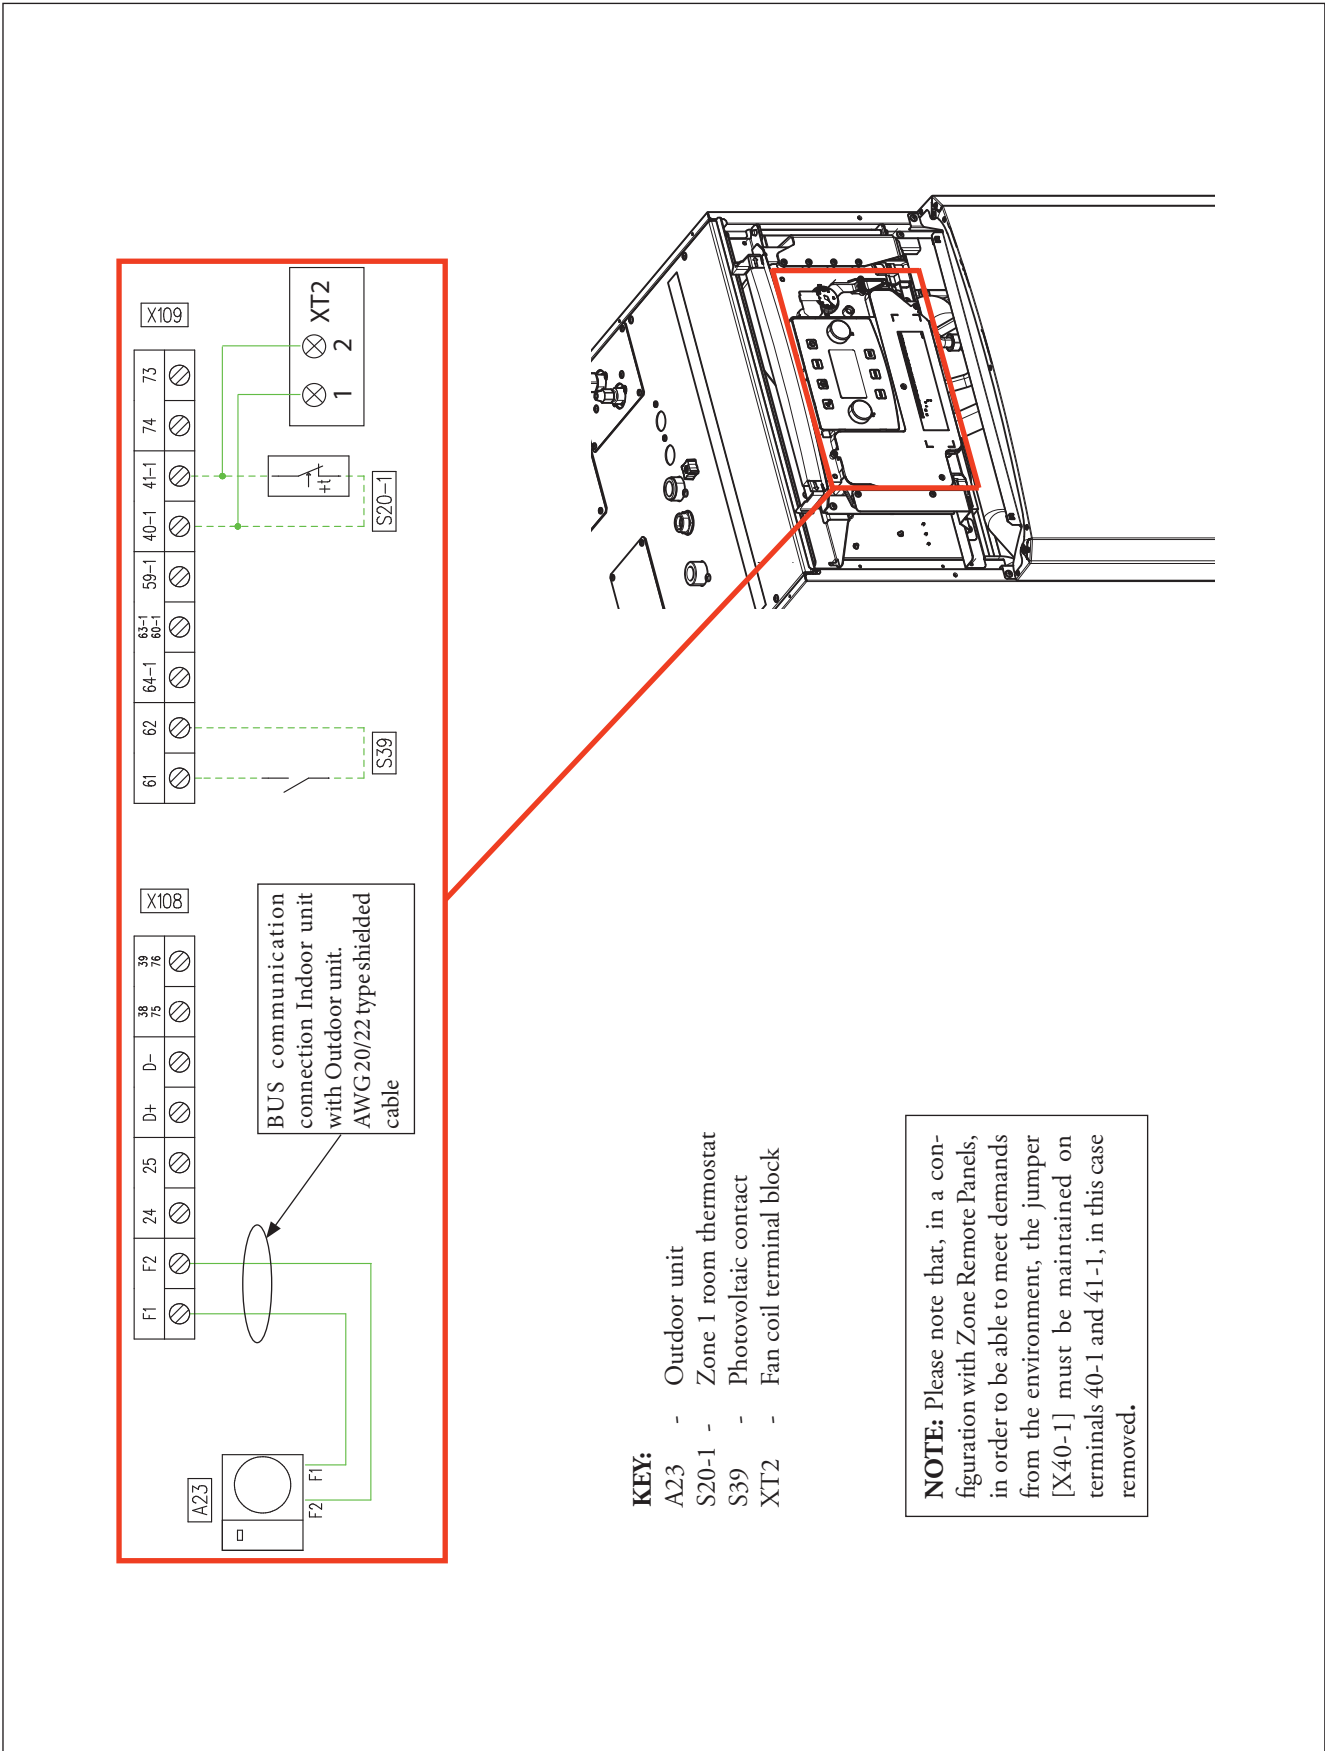 A23
F2 F1
X108
F1 F2 24 25 D+ D- 38 75 39 76
BUS communication
connection Indoor unit
with Outdoor unit.
AWG 20/22 type shielded
cable
X109
61 62 64-1 63-1 60-1 59-1 40-1 41-1 74 73
S39
S20-1
+t
1 2 XT2
KEY:
A23 - Outdoor unit
S20-1 - Zone 1 room thermostat
S39 - Photovoltaic contact
XT2 - Fan coil terminal block
NOTE: Please note that, in a con-
figuration with Zone Remote Panels,
in order to be able to meet demands
from the environment, the jumper
[X40-1] must be maintained on
terminals 40-1 and 41-1, in this case
removed.